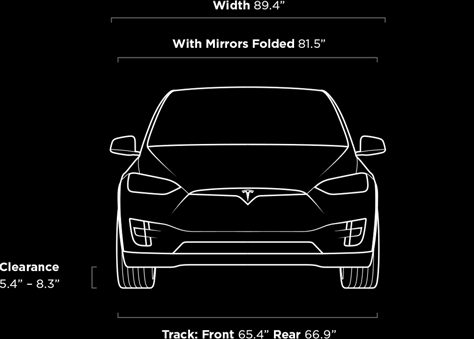 Width 89.4”
With Mirrors Folded 81.5”
Clearance
5.4” – 8.3”
Track: Front 65.4” Rear 66.9”